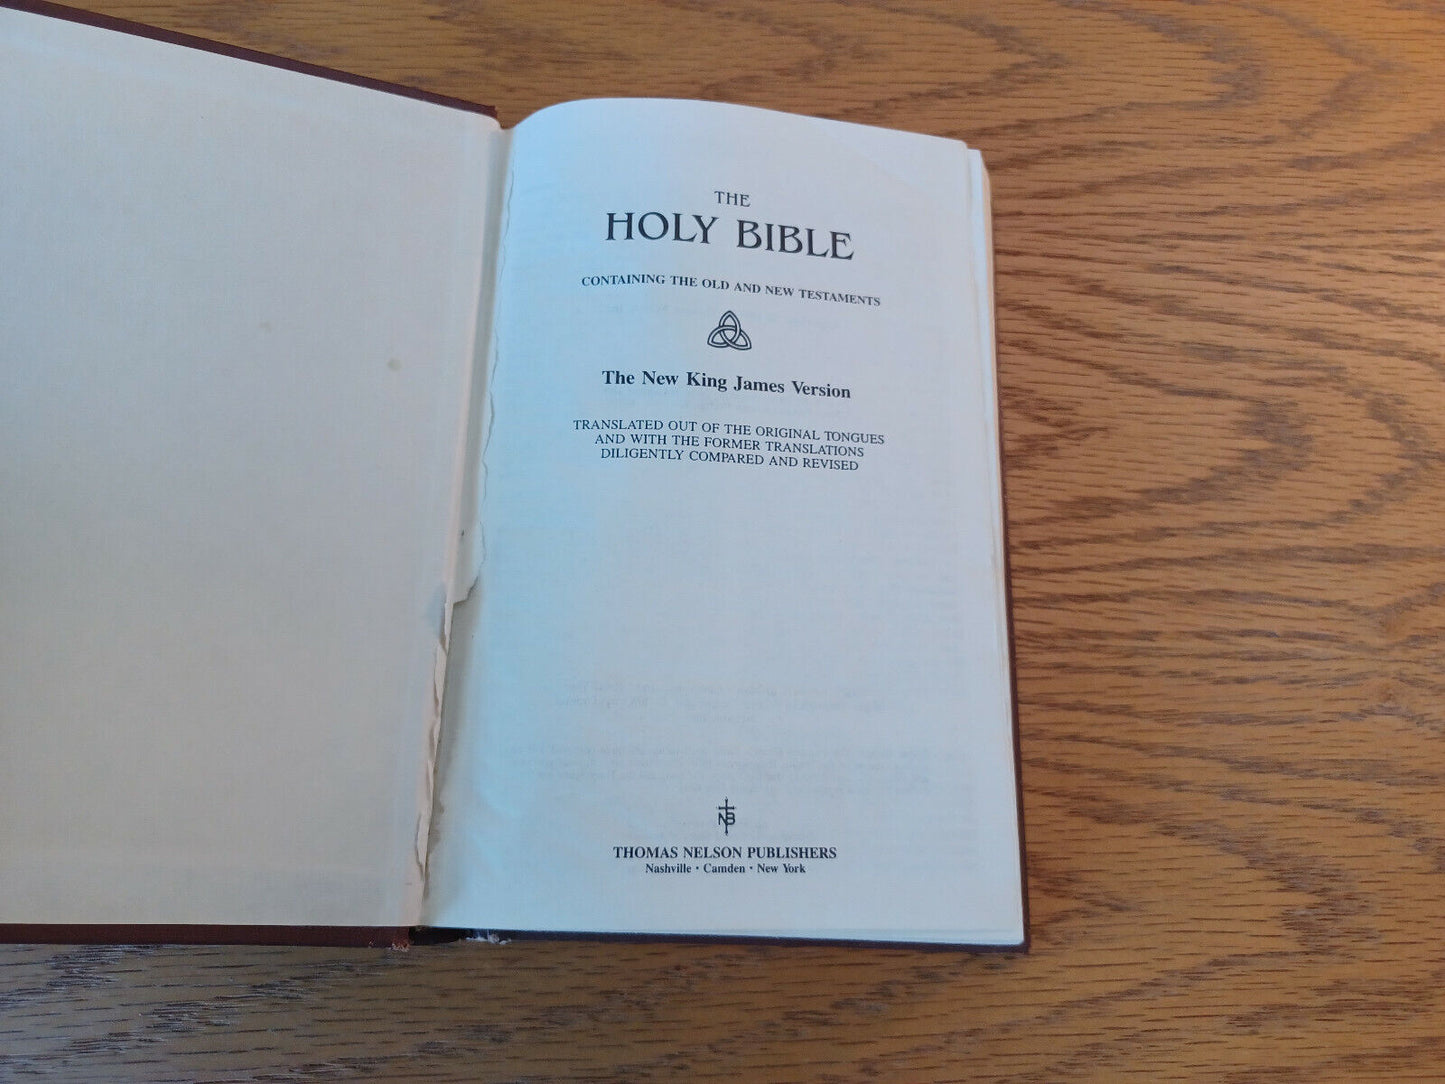 THE
HOLY BIBLE
CONTAINING THE OLD AND NEW TESTAMENTS
The New King James Version
TRANSLATED OUT OF THE ORIGINAL TONGUES
AND WITH THE FORMER TRANSLATIONS
DILIGENTLY COMPARED AND REVISED
NB
THOMAS NELSON PUBLISHERS
Nashville · Camden · New York